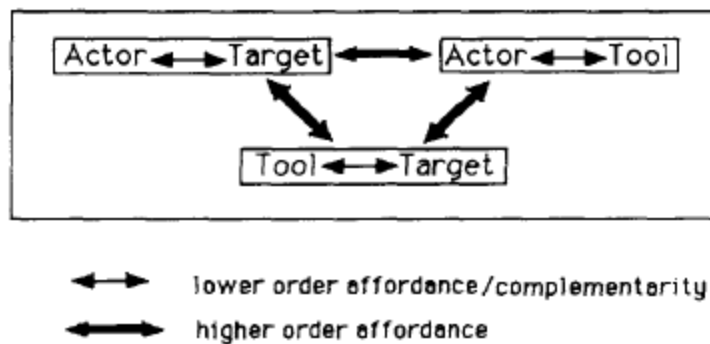 Actor Target Actor Tool
Tool Target
lower order affordance/complementarity
higher order affordance